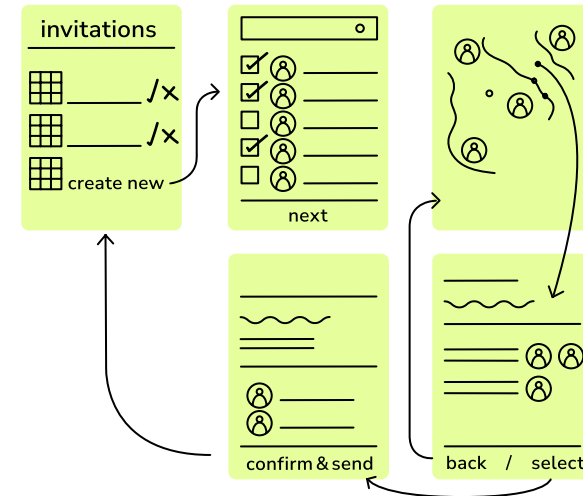 invitations
create new
next
confirm & send
back / select